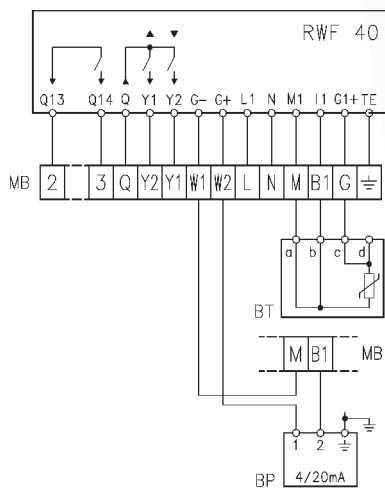 RWF 40
Q13 Q14 Q Y1 Y2 G- G+ L1 N M1 I1 G1+ TE
MB 2 3 Q Y2 Y1 W1 W2 L N M B1 G
a b c d
BT
M B1 MB
1 2
BP 4/20mA